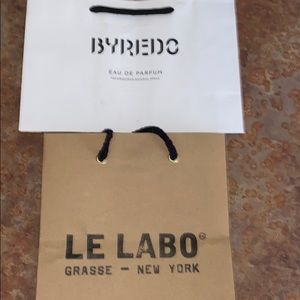 BYREDO
EAU DE PARFUM
LE LABO
GRASSE — NEW YORK